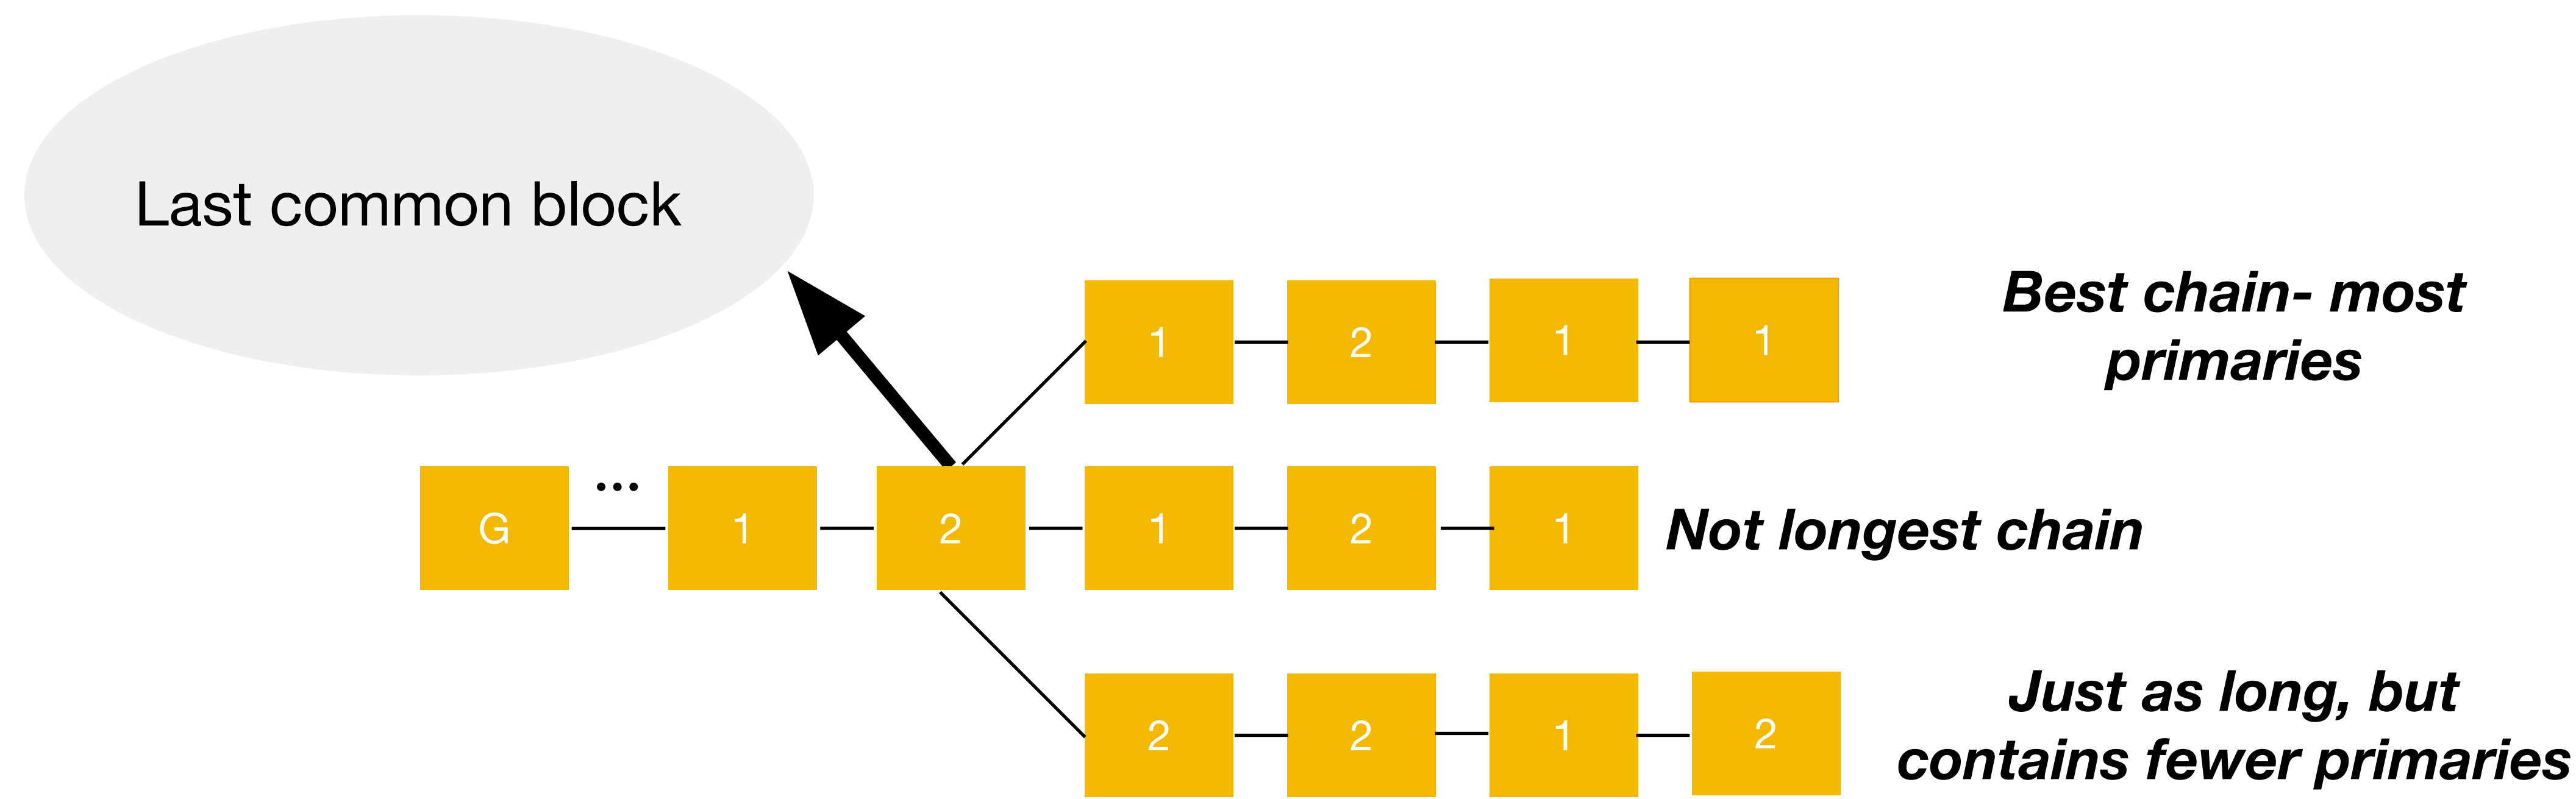 Last common block
Best chain- most
primaries
1 2 1 1
...
G 1 2 1 2 1
Not longest chain
2 2 1 2
Just as long, but
contains fewer primaries